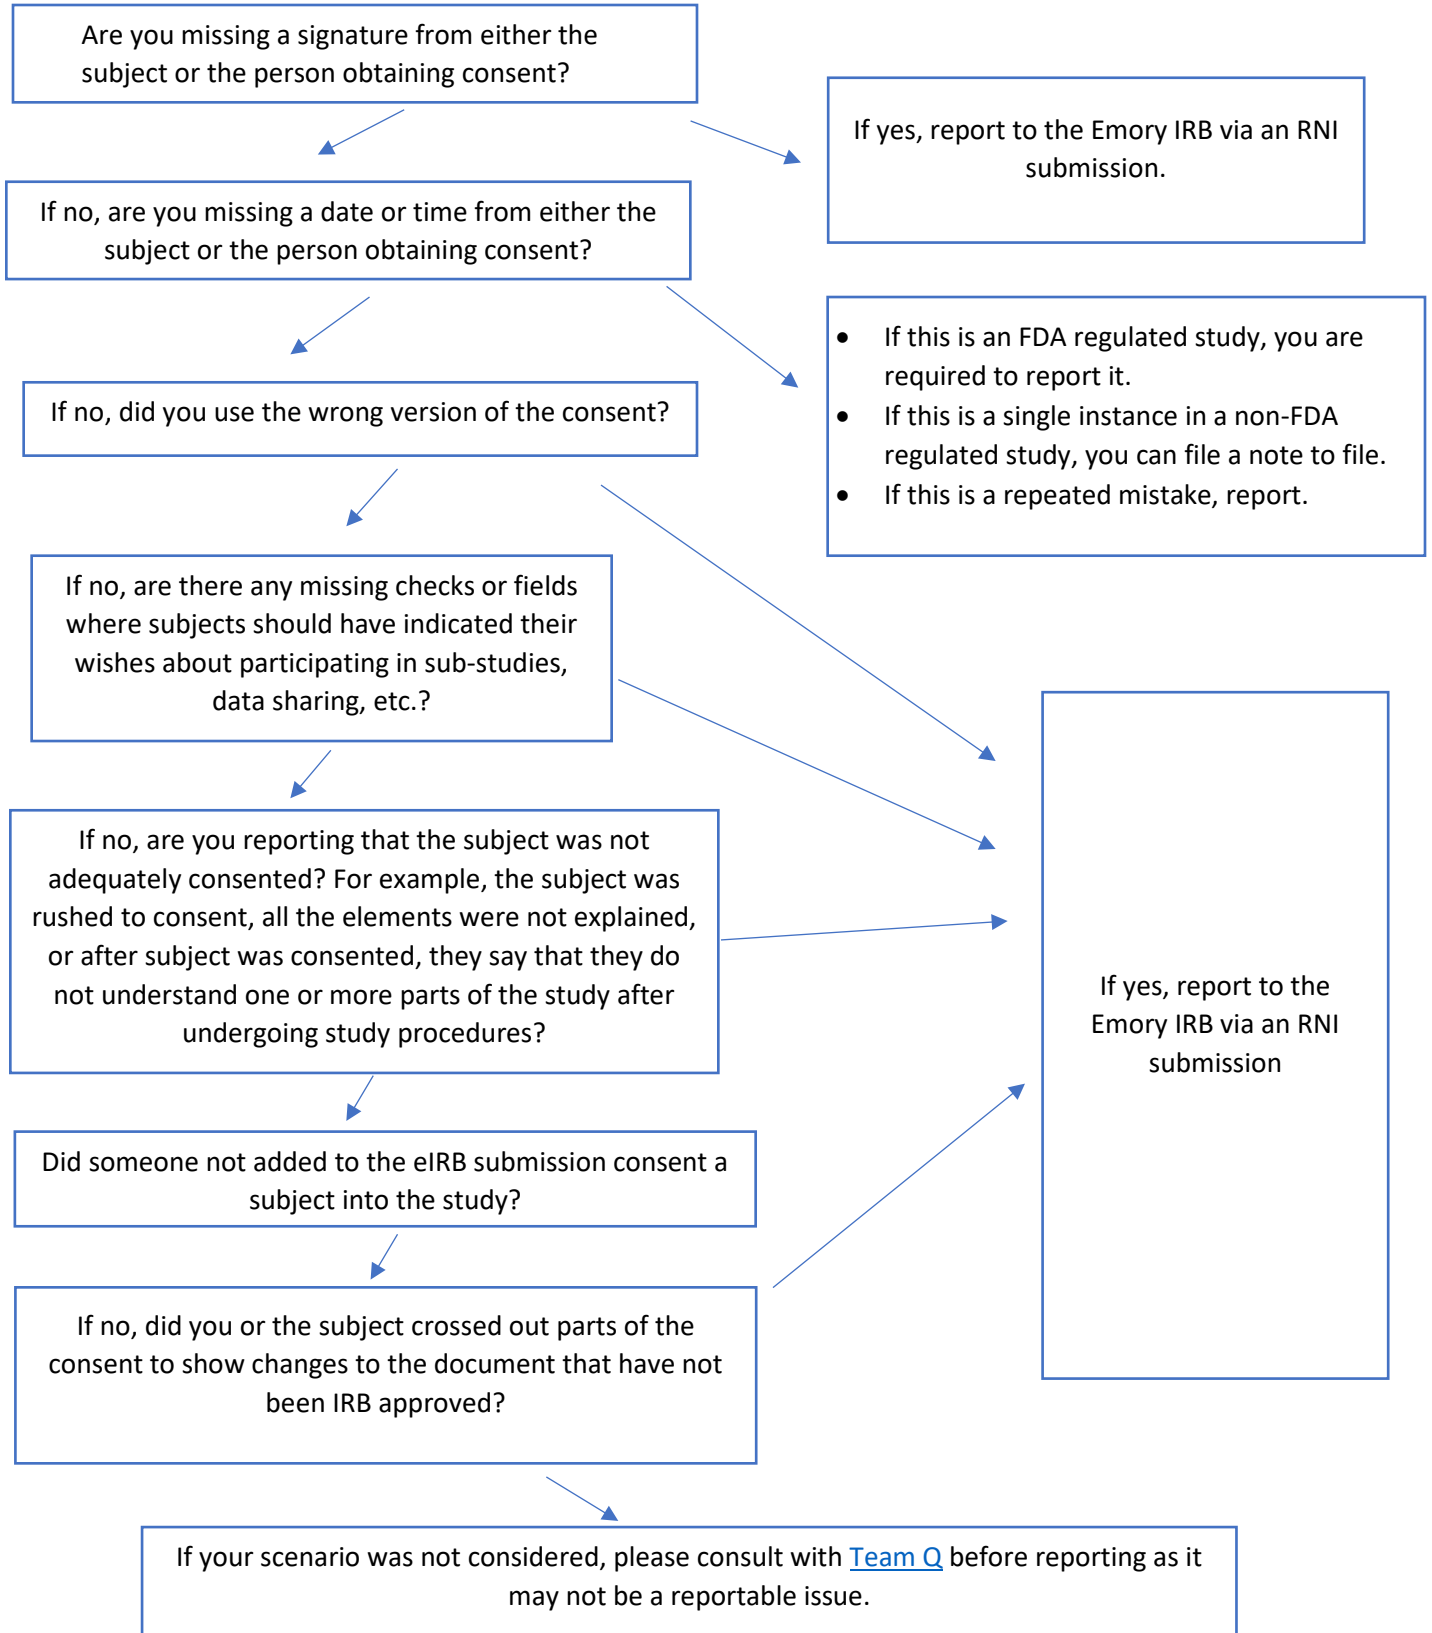 Are you missing a signature from either the
subject or the person obtaining consent?
If yes, report to the Emory IRB via an RNI
submission.
If no, are you missing a date or time from either the
subject or the person obtaining consent?
• If this is an FDA regulated study, you are
required to report it.
• If this is a single instance in a non-FDA
regulated study, you can file a note to file.
• If this is a repeated mistake, report.
If no, did you use the wrong version of the consent?
If no, are there any missing checks or fields
where subjects should have indicated their
wishes about participating in sub-studies,
data sharing, etc.?
If no, are you reporting that the subject was not
adequately consented? For example, the subject was
rushed to consent, all the elements were not explained,
or after subject was consented, they say that they do
not understand one or more parts of the study after
undergoing study procedures?
If yes, report to the
Emory IRB via an RNI
submission
Did someone not added to the eIRB submission consent a
subject into the study?
If no, did you or the subject crossed out parts of the
consent to show changes to the document that have not
been IRB approved?
If your scenario was not considered, please consult with Team Q before reporting as it
may not be a reportable issue.